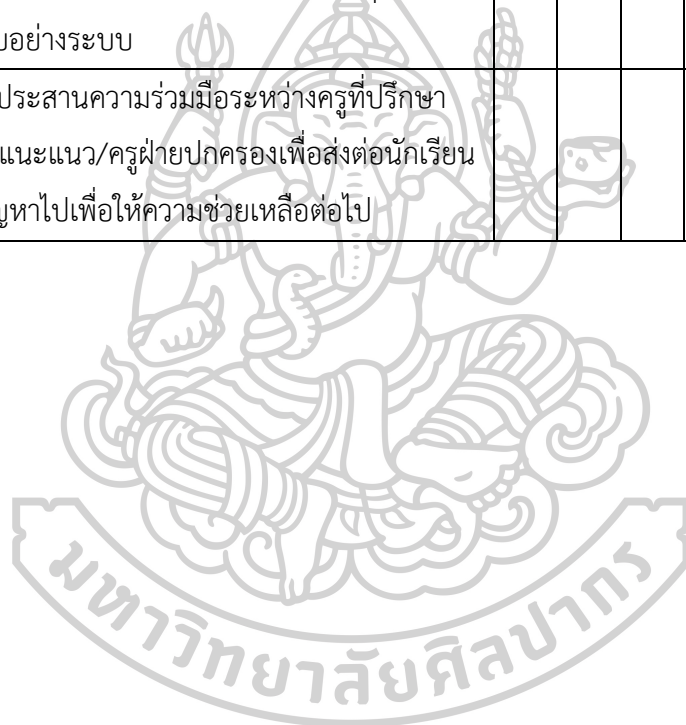 บอย่างระบบ
ประสานความร่วมมือระหว่างครูที่ปรึกษา
แนะแนว/ครูฝ่ายปกครองเพื่อส่งต่อนักเรียน
ญหาไปเพื่อให้ความช่วยเหลือต่อไป
มหาวิทยาลัยศิลปากร